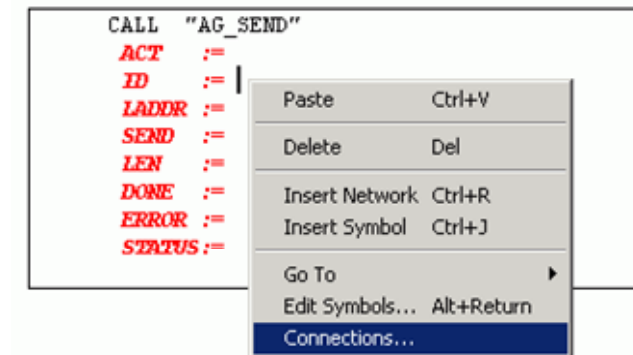 CALL "AG_SEND"
ACT :=
ID :=
LADDR :=
SEND :=
LEN :=
DONE :=
ERROR :=
STATUS :=
Paste Ctrl+V
Delete Del
Insert Network Ctrl+R
Insert Symbol Ctrl+J
Go To
Edit Symbols... Alt+Return
Connections...